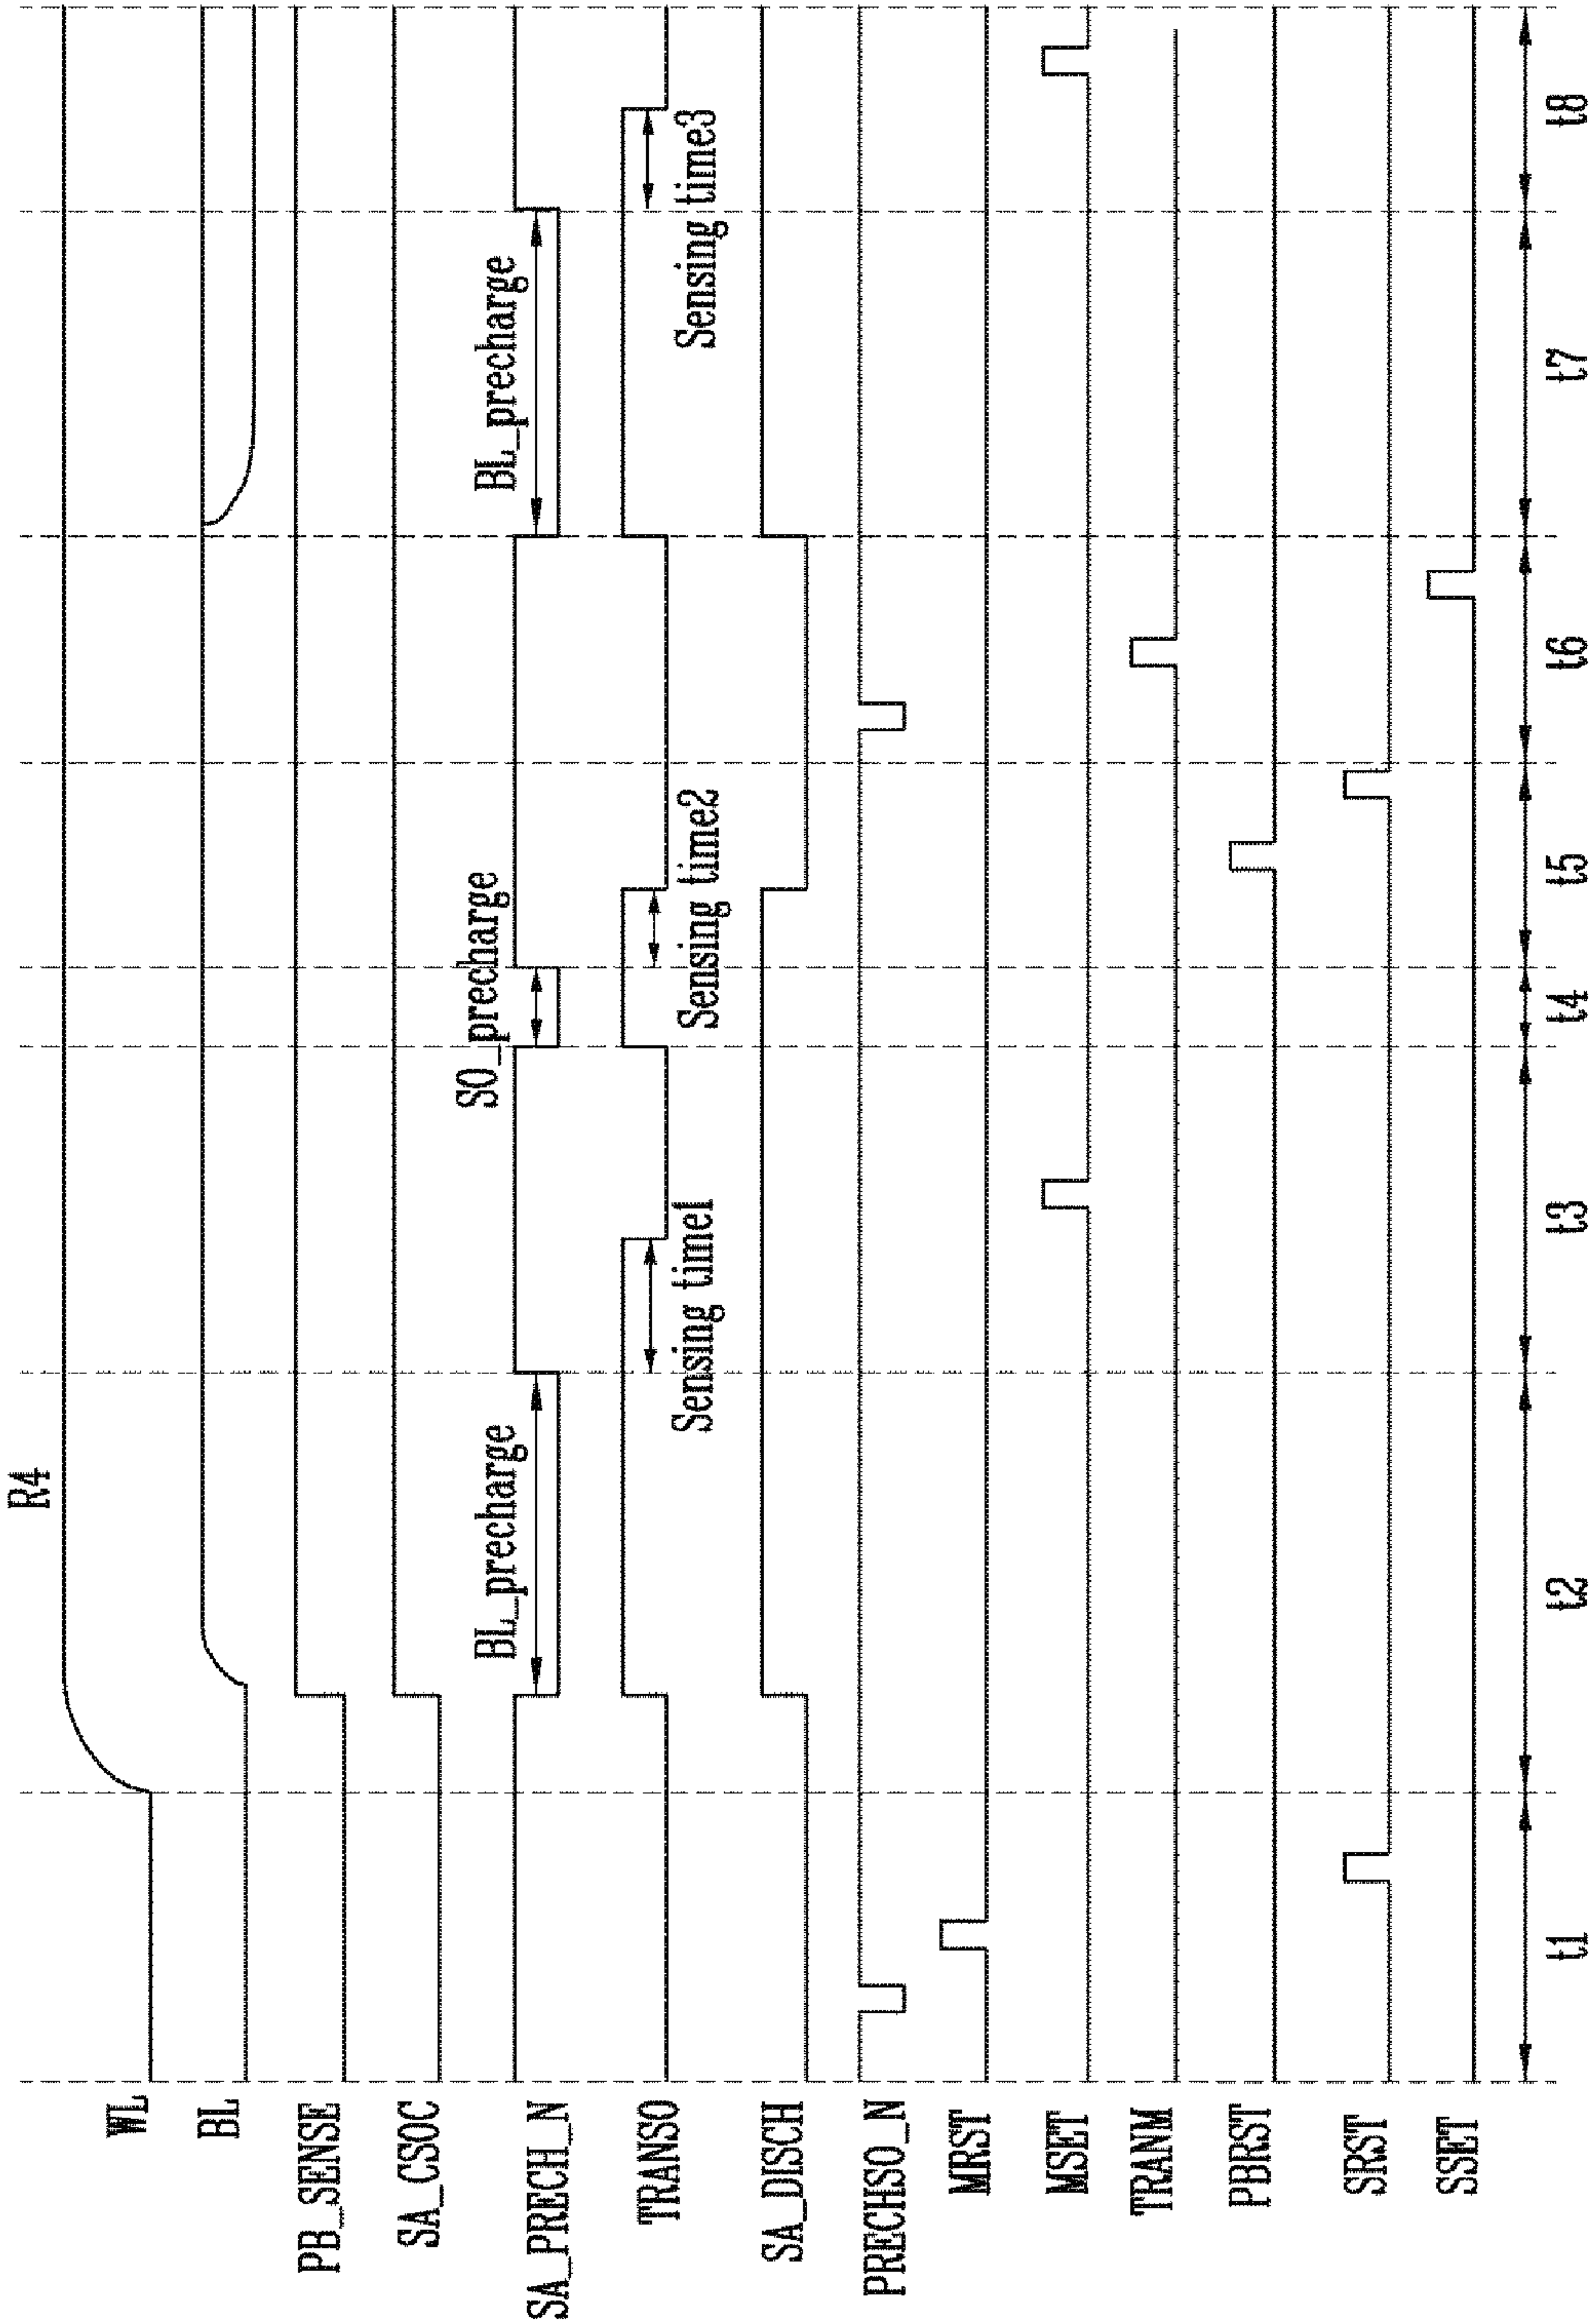 R4
WL
BL
PB_SENSE
SA_CSOC
BL_precharge
SO_precharge
BL_precharge
SA_PRECH_N
TRANSO
Sensing time1
Sensing time2
Sensing time3
SA_DISCH
PRECHSO_N
MRST
MSET
TRANM
PBRST
SRST
SSET
t1
t2
t3
t4
t5
t6
t7
t8